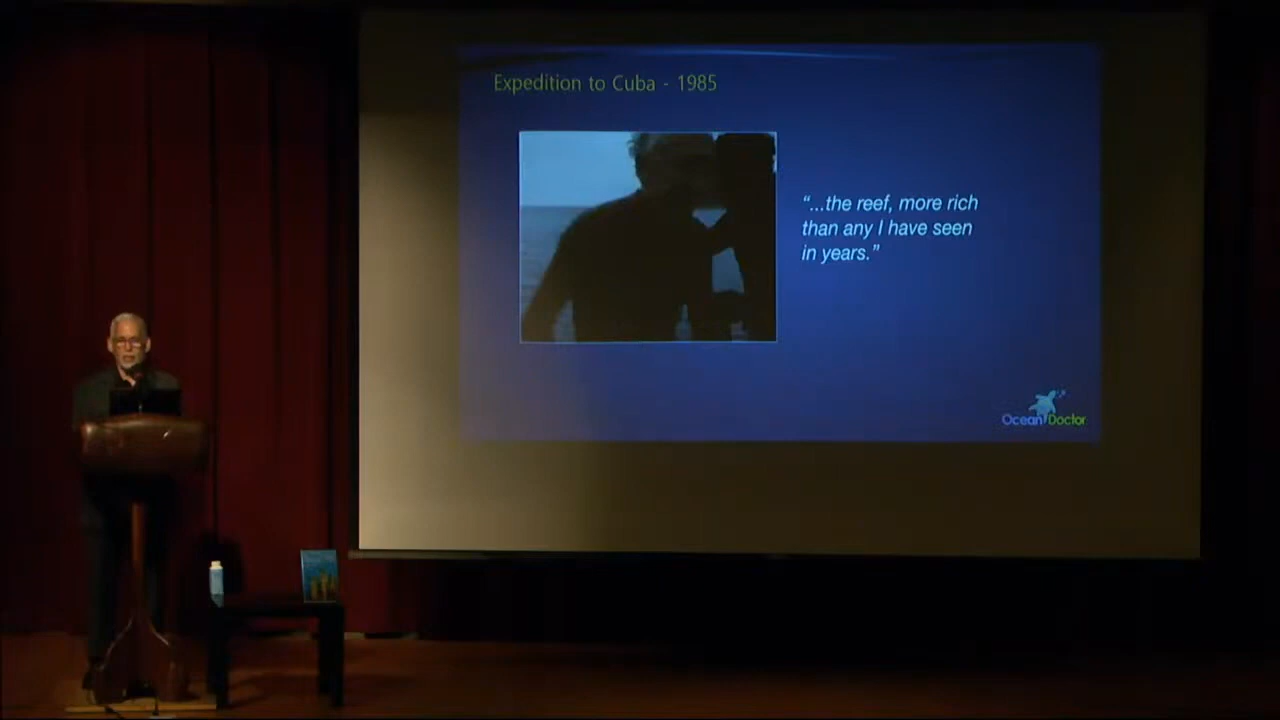 Expedition to Cuba - 1985
“...the reef, more rich
than any I have seen
in years.”
Ocean Doctor